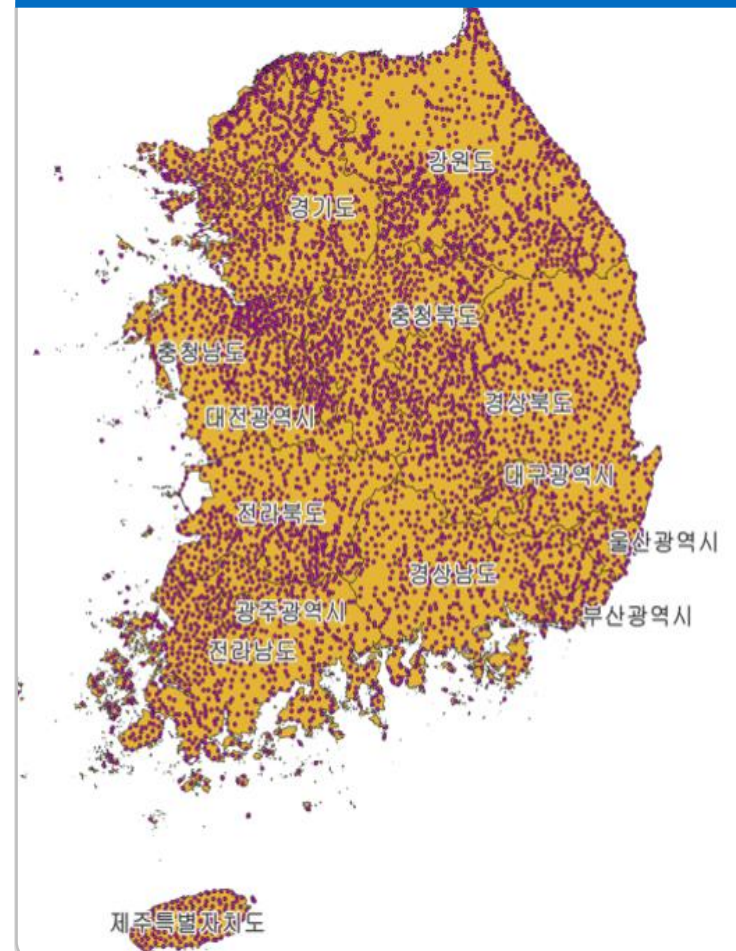 강원도
경기도
충청북도
충청남도
경상북도
대전광역시
대구광역시
전라북도
울산광역시
경상남도
광주광역시
부산광역시
전라남도
제주특별자치도